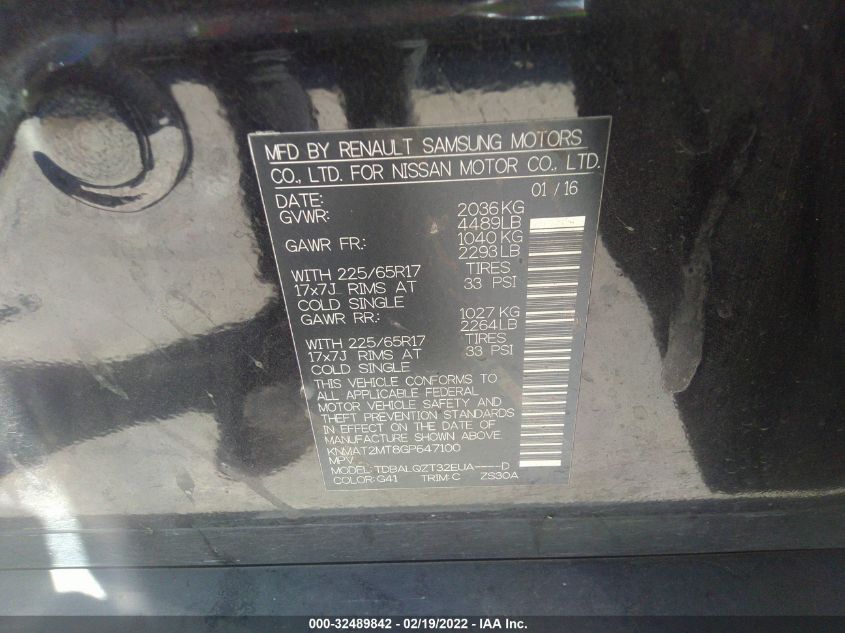 MFD BY RENAULT SAMSUNG MOTORS
CO., LTD. FOR NISSAN MOTOR CO., LTD.
DATE: 01 / 16
GVWR: 2036 KG
4489 LB
GAWR FR: 1040 KG
2293 LB
WITH 225/65R17 TIRES
17x7J RIMS AT 33 PSI
COLD SINGLE
GAWR RR: 1027 KG
2264 LB
WITH 225/65R17 TIRES
17x7J RIMS AT 33 PSI
COLD SINGLE
THIS VEHICLE CONFORMS TO
ALL APPLICABLE FEDERAL
MOTOR VEHICLE SAFETY AND
THEFT PREVENTION STANDARDS
IN EFFECT ON THE DATE OF
MANUFACTURE SHOWN ABOVE.
KNMAT2MT8GP647100
MPV
MODEL: TDBALQZT32EUA----D
COLOR: G41 TRIM: C ZS30A
000-32489842 - 02/19/2022 - IAA Inc.